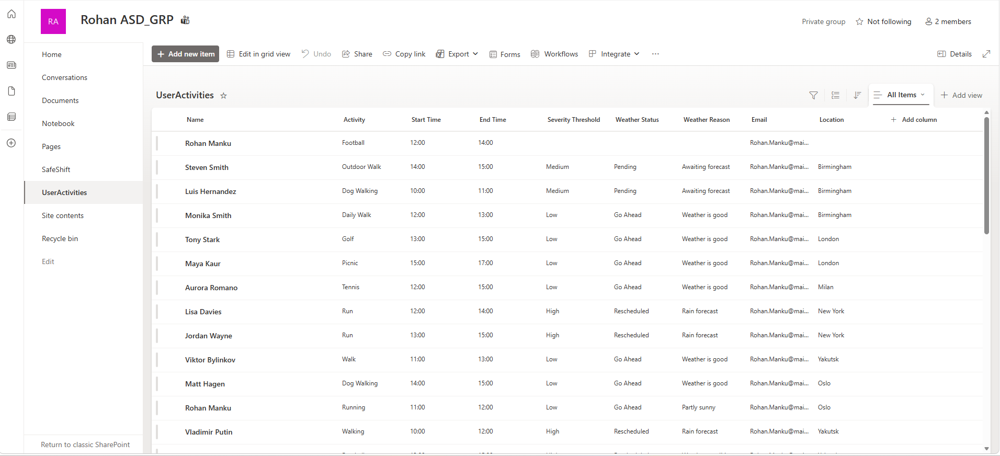 RA
Rohan ASD_GRP
Private group
Not following
2 members
Home
Conversations
Documents
Notebook
Pages
SafeShift
UserActivities
Site contents
Recycle bin
Edit
Return to classic SharePoint
+ Add new item Edit in grid view Undo Share Copy link Export Forms Workflows Integrate ... Details
UserActivities
All Items
+ Add view
Name Activity Start Time End Time Severity Threshold Weather Status Weather Reason Email Location + Add column
Rohan Manku Football 12:00 14:00 Rohan.Manku@mai...
Steven Smith Outdoor Walk 14:00 15:00 Medium Pending Awaiting forecast Rohan.Manku@mai... Birmingham
Luis Hernandez Dog Walking 10:00 11:00 Medium Pending Awaiting forecast Rohan.Manku@mai... Birmingham
Monika Smith Daily Walk 12:00 13:00 Low Go Ahead Weather is good Rohan.Manku@mai... Birmingham
Tony Stark Golf 13:00 15:00 Low Go Ahead Weather is good Rohan.Manku@mai... London
Maya Kaur Picnic 15:00 17:00 Low Go Ahead Weather is good Rohan.Manku@mai... London
Aurora Romano Tennis 12:00 15:00 Low Go Ahead Weather is good Rohan.Manku@mai... Milan
Lisa Davies Run 12:00 14:00 High Rescheduled Rain forecast Rohan.Manku@mai... New York
Jordan Wayne Run 13:00 15:00 High Rescheduled Rain forecast Rohan.Manku@mai... New York
Viktor Bylinkov Walk 11:00 13:00 Low Go Ahead Weather is good Rohan.Manku@mai... Yakutsk
Matt Hagen Dog Walking 14:00 15:00 Low Go Ahead Weather is good Rohan.Manku@mai... Oslo
Rohan Manku Running 11:00 12:00 Low Go Ahead Partly sunny Rohan.Manku@mai... Oslo
Vladimir Putin Walking 10:00 12:00 High Rescheduled Rain forecast Rohan.Manku@mai... Yakutsk